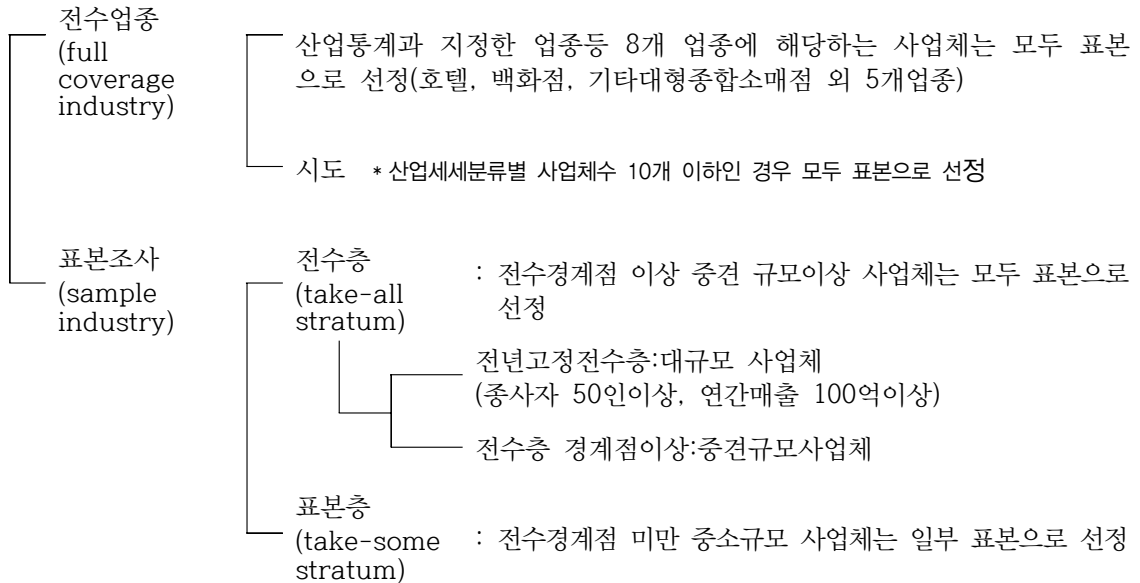 전수업종
(full
coverage
industry)
산업통계과 지정한 업종등 8개 업종에 해당하는 사업체는 모두 표본
으로 선정(호텔, 백화점, 기타대형종합소매점 외 5개업종)
시도 * 산업세세분류별 사업체수 10개 이하인 경우 모두 표본으로 선정
표본조사
(sample
industry)
전수층
(take-all
stratum)
: 전수경계점 이상 중견 규모이상 사업체는 모두 표본으로
선정
전년고정전수층:대규모 사업체
(종사자 50인이상, 연간매출 100억이상)
전수층 경계점이상:중견규모사업체
표본층
(take-some
stratum)
: 전수경계점 미만 중소규모 사업체는 일부 표본으로 선정